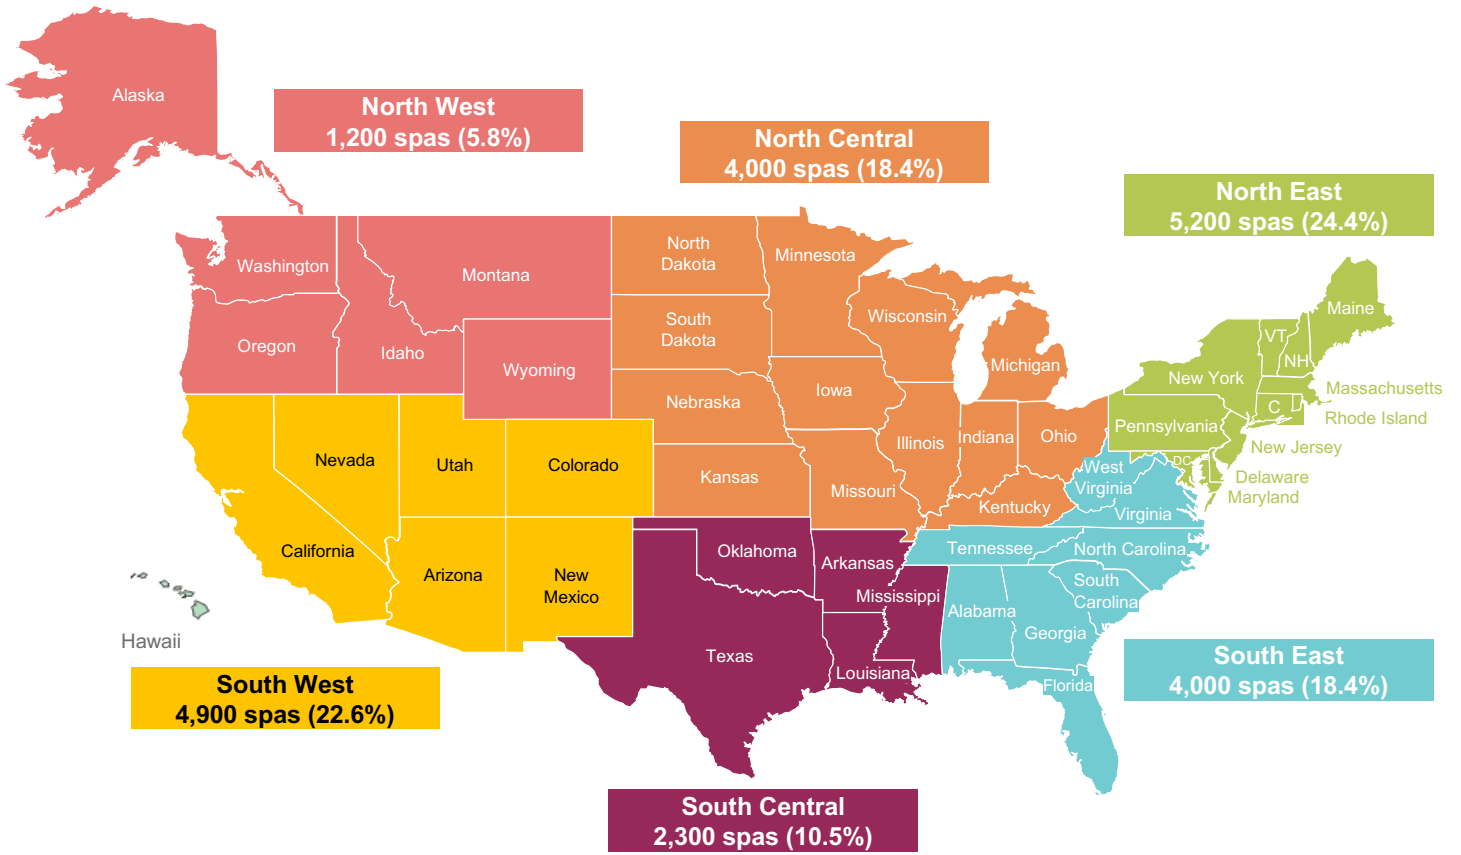 Alaska
North West
1,200 spas (5.8%)
North Central
4,000 spas (18.4%)
North East
5,200 spas (24.4%)
Washington
Montana
North
Dakota
Minnesota
Oregon
Idaho
Wyoming
South
Dakota
Wisconsin
Michigan
Maine
VT
NH
New York
Massachusetts
C
Rhode Island
Nebraska
Iowa
Illinois
Indiana
Ohio
Pennsylvania
New Jersey
DC
Delaware
Maryland
Nevada
Utah
Colorado
Kansas
Missouri
Kentucky
West
Virginia
Virginia
California
Arizona
New
Mexico
Oklahoma
Arkansas
Tennessee
North Carolina
Mississippi
Alabama
South
Carolina
Georgia
Hawaii
Texas
Louisiana
Florida
South West
4,900 spas (22.6%)
South East
4,000 spas (18.4%)
South Central
2,300 spas (10.5%)